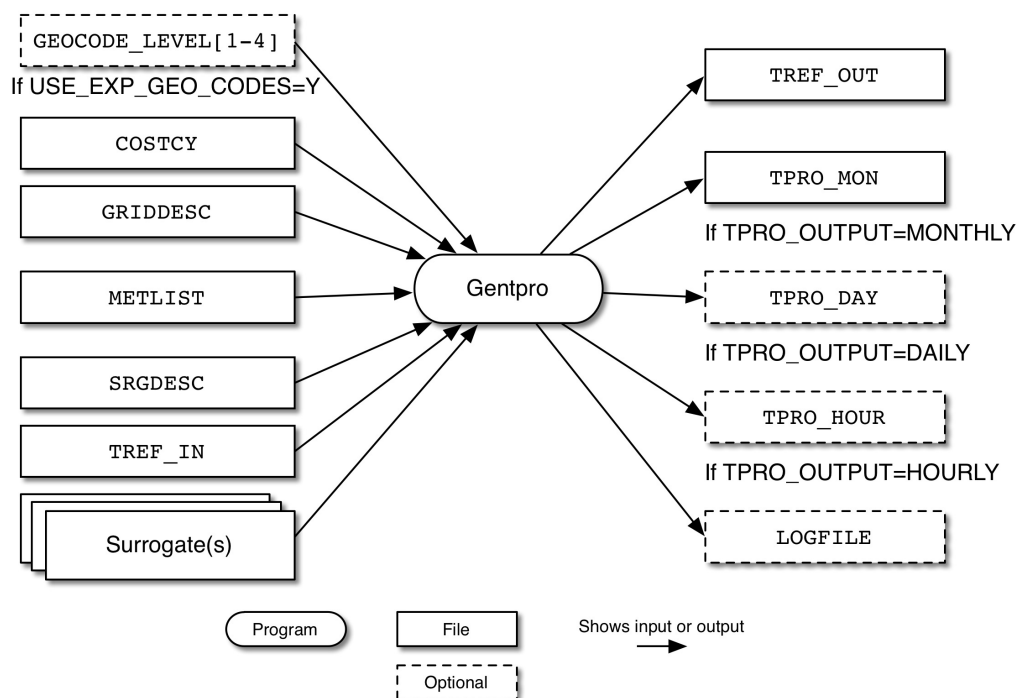 GEOCODE_LEVEL[1-4]
If USE_EXP_GEO_CODES=Y
COSTCY
GRIDDESC
METLIST
SRGDESC
TREF_IN
Surrogate(s)
Gentpro
TREF_OUT
TPRO_MON
If TPRO_OUTPUT=MONTHLY
TPRO_DAY
If TPRO_OUTPUT=DAILY
TPRO_HOUR
If TPRO_OUTPUT=HOURLY
LOGFILE
Program
File
Shows input or output
Optional